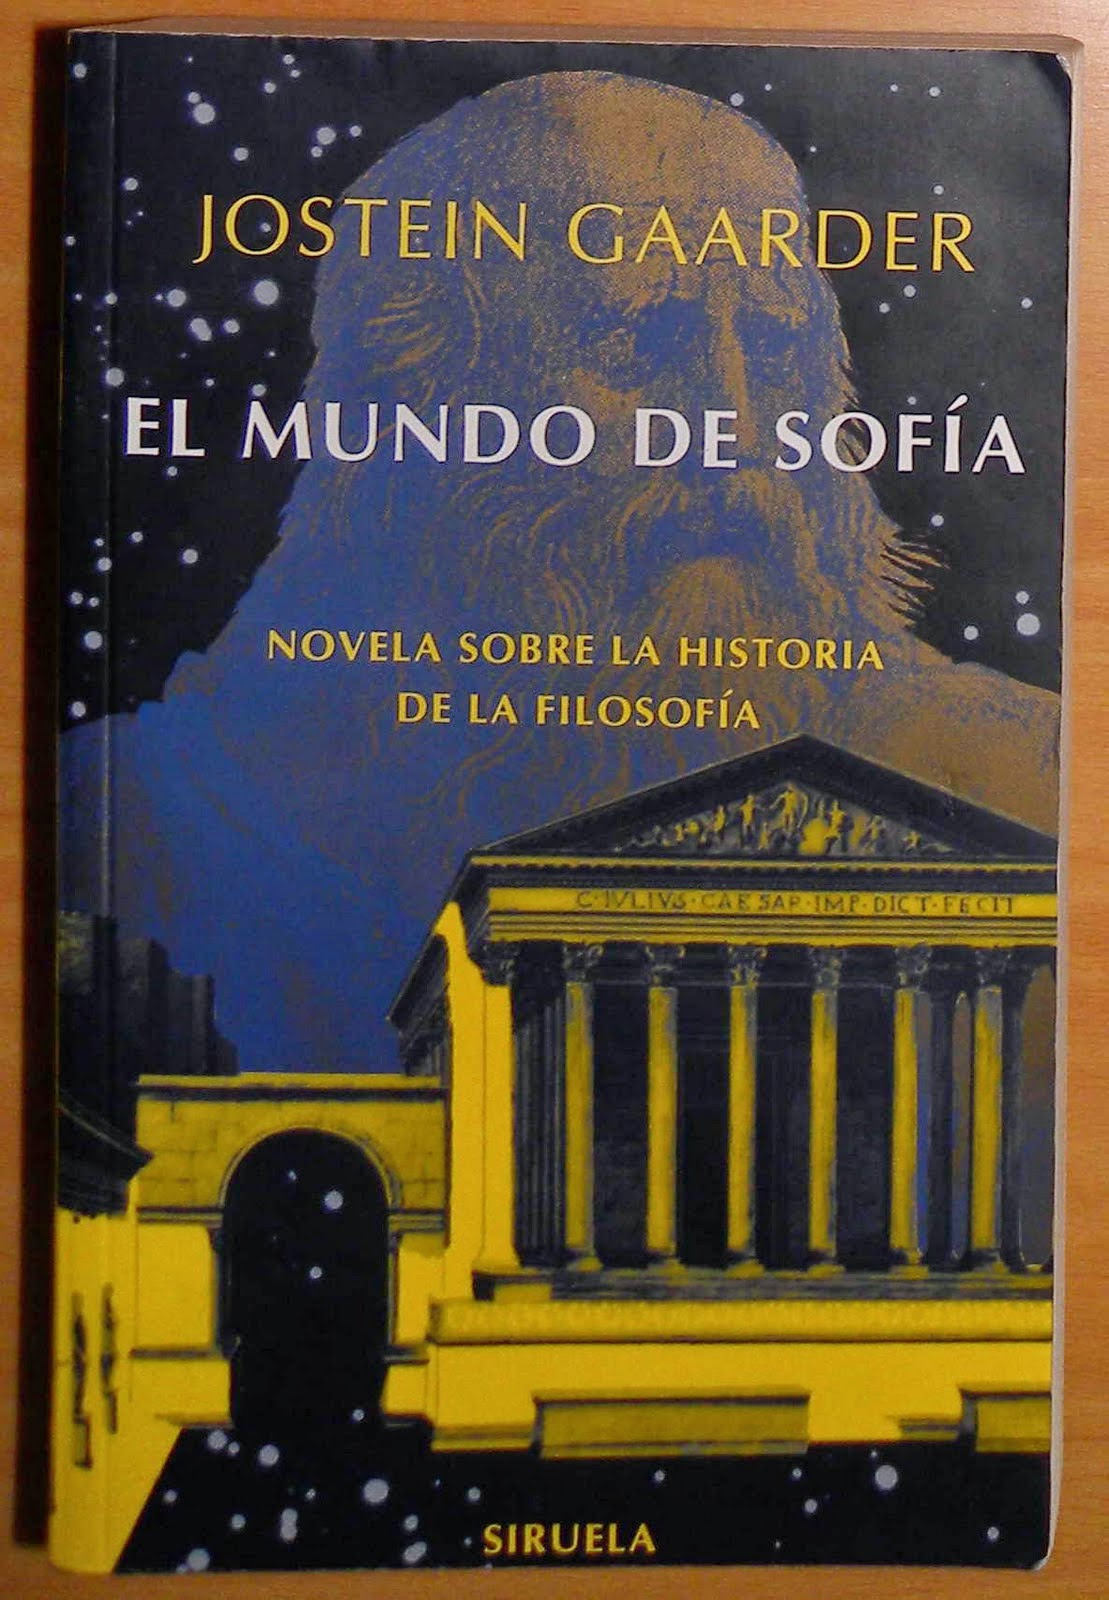 JOSTEIN GAARDER
EL MUNDO DE SOFÍA
NOVELA SOBRE LA HISTORIA
DE LA FILOSOFÍA
C·IVLIVS·CAESAR·IMP·DICT·FECIT
SIRUELA